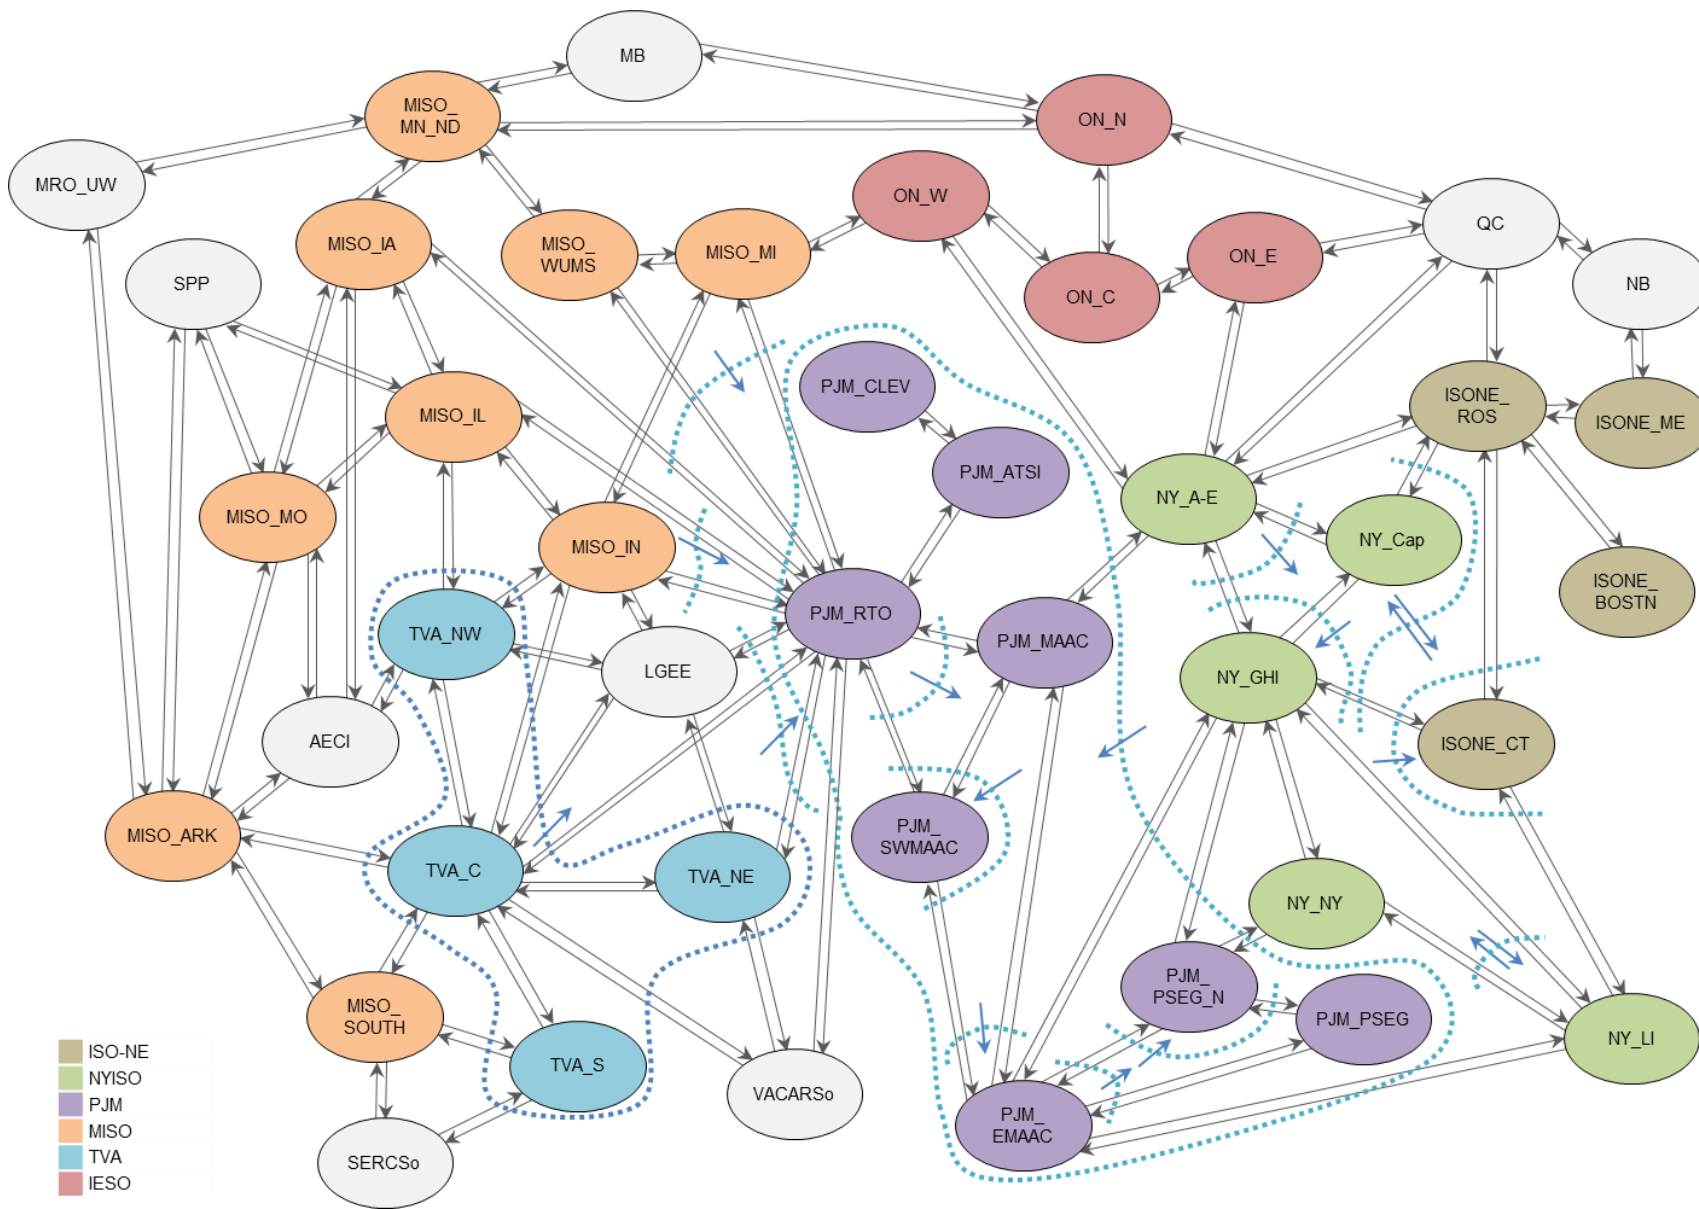 MB
MISO_
MN_ND
ON_N
MRO_UW
ON_W
QC
MISO_IA
MISO_
WUMS
MISO_MI
ON_E
SPP
ON_C
NB
PJM_CLEV
MISO_IL
ISONE_
ROS
ISONE_ME
PJM_ATSI
NY_A-E
MISO_MO
MISO_IN
NY_Cap
ISONE_
BOSTN
PJM_RTO
TVA_NW
PJM_MAAC
LGEE
NY_GHI
AECI
ISONE_CT
MISO_ARK
PJM_
SWMAAC
TVA_C
TVA_NE
NY_NY
PJM_
PSEG_N
MISO_
SOUTH
PJM_PSEG
NY_LI
TVA_S
VACARSo
PJM_
EMAAC
SERCSo
ISO-NE
NYISO
PJM
MISO
TVA
IESO